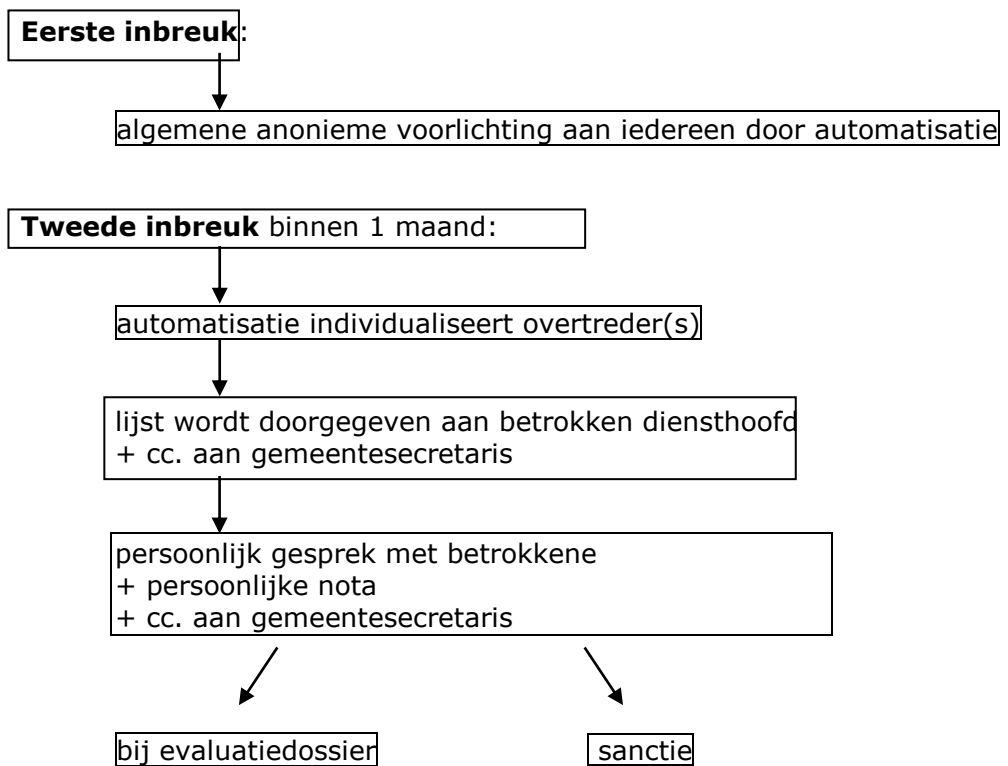 Eerste inbreuk:
algemene anonieme voorlichting aan iedereen door automatisatie
Tweede inbreuk binnen 1 maand:
automatisatie individualiseert overtreder(s)
lijst wordt doorgegeven aan betrokken diensthoofd
+ cc. aan gemeentesecretaris
persoonlijk gesprek met betrokkene
+ persoonlijke nota
+ cc. aan gemeentesecretaris
bij evaluatiedossier
sanctie